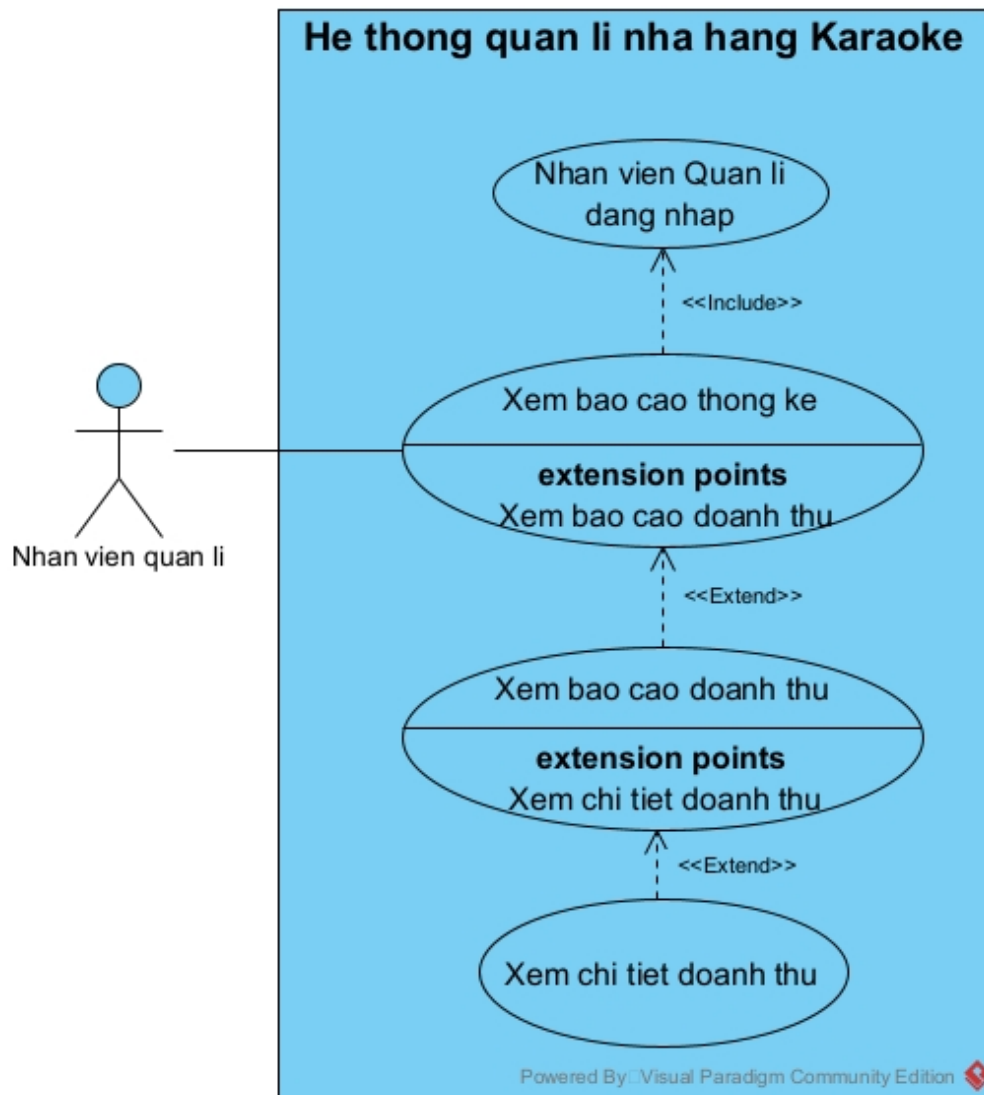 He thong quan li nha hang Karaoke
Nhan vien Quan li
dang nhap
<<Include>>
Xem bao cao thong ke
extension points
Xem bao cao doanh thu
Nhan vien quan li
<<Extend>>
Xem bao cao doanh thu
extension points
Xem chi tiet doanh thu
<<Extend>>
Xem chi tiet doanh thu
Powered By Visual Paradigm Community Edition